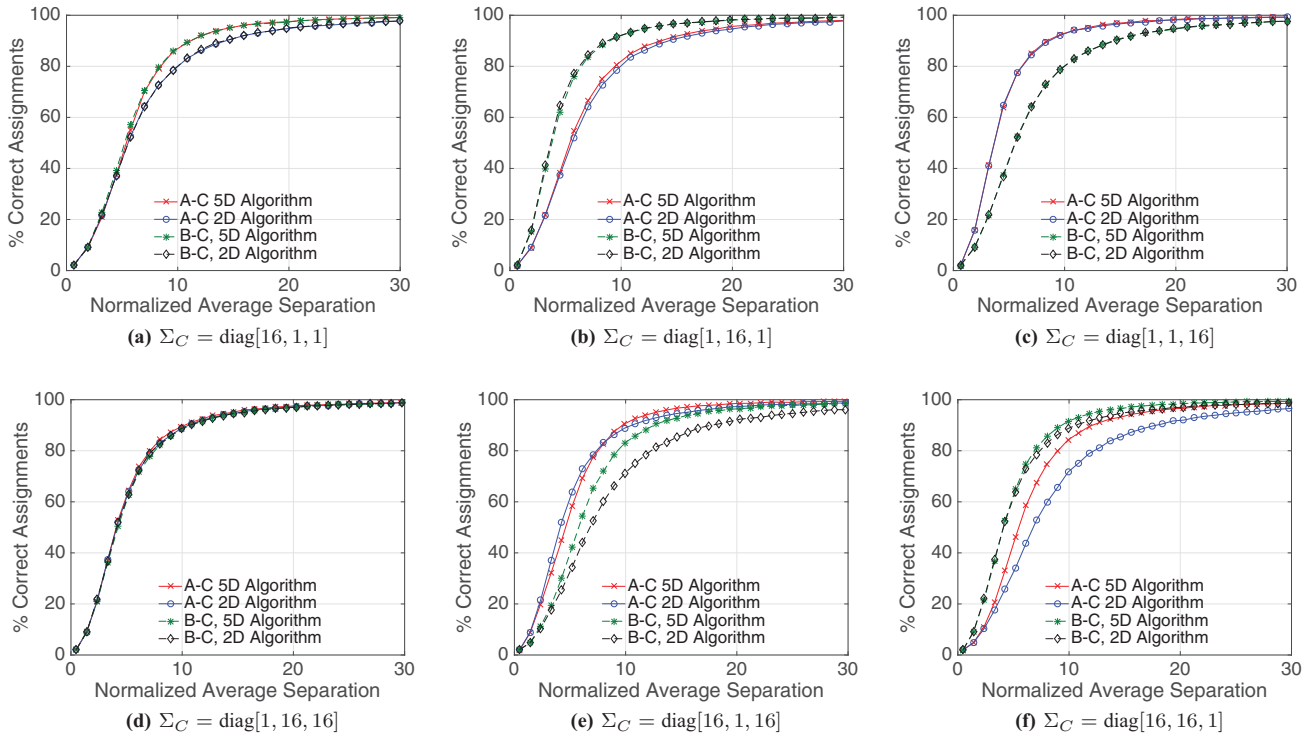 % Correct Assignments
100
80
60
40
20
0
A-C 5D Algorithm
A-C 2D Algorithm
B-C, 5D Algorithm
B-C, 2D Algorithm
0 10 20 30
Normalized Average Separation
(a) Σ_C = diag[16, 1, 1]
% Correct Assignments
100
80
60
40
20
0
A-C 5D Algorithm
A-C 2D Algorithm
B-C, 5D Algorithm
B-C, 2D Algorithm
0 10 20 30
Normalized Average Separation
(b) Σ_C = diag[1, 16, 1]
% Correct Assignments
100
80
60
40
20
0
A-C 5D Algorithm
A-C 2D Algorithm
B-C, 5D Algorithm
B-C, 2D Algorithm
0 10 20 30
Normalized Average Separation
(c) Σ_C = diag[1, 1, 16]
% Correct Assignments
100
80
60
40
20
0
A-C 5D Algorithm
A-C 2D Algorithm
B-C, 5D Algorithm
B-C, 2D Algorithm
0 10 20 30
Normalized Average Separation
(d) Σ_C = diag[1, 16, 16]
% Correct Assignments
100
80
60
40
20
0
A-C 5D Algorithm
A-C 2D Algorithm
B-C, 5D Algorithm
B-C, 2D Algorithm
0 10 20 30
Normalized Average Separation
(e) Σ_C = diag[16, 1, 16]
% Correct Assignments
100
80
60
40
20
0
A-C 5D Algorithm
A-C 2D Algorithm
B-C, 5D Algorithm
B-C, 2D Algorithm
0 10 20 30
Normalized Average Separation
(f) Σ_C = diag[16, 16, 1]